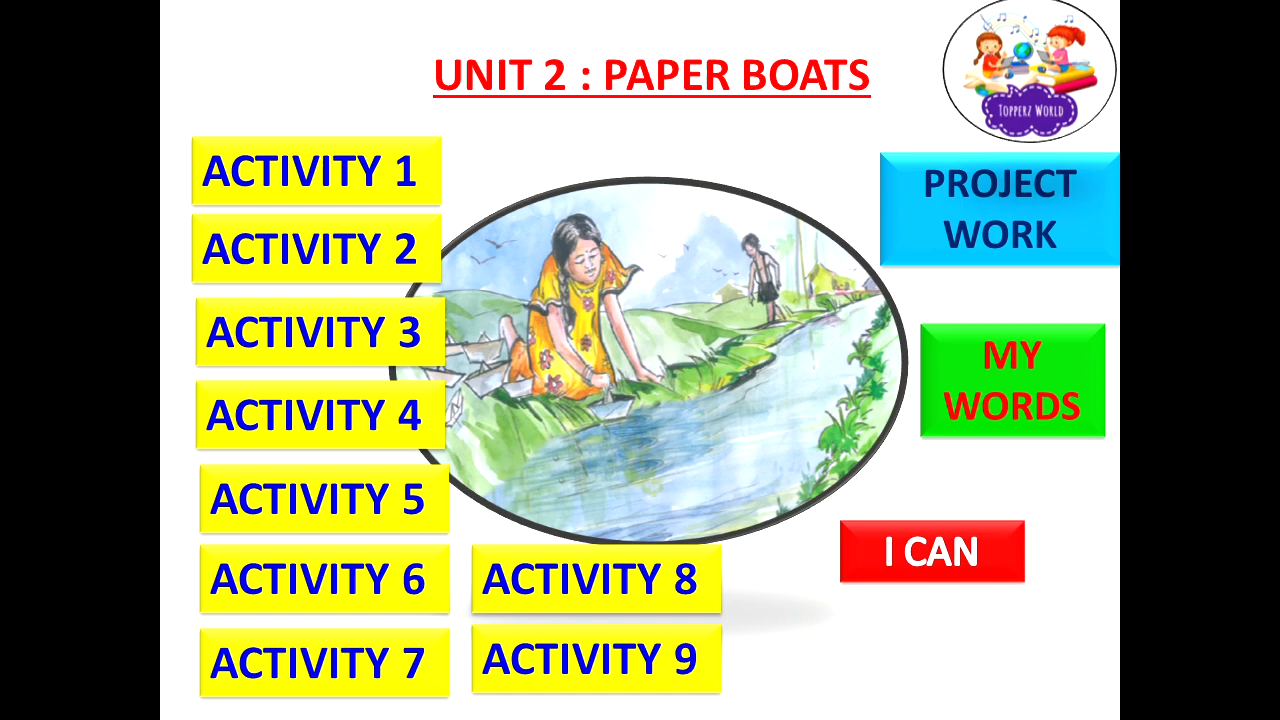 UNIT 2 : PAPER BOATS
TOPPERZ WORLD
ACTIVITY 1
ACTIVITY 2
ACTIVITY 3
ACTIVITY 4
ACTIVITY 5
ACTIVITY 6
ACTIVITY 7
ACTIVITY 8
ACTIVITY 9
PROJECT
WORK
MY
WORDS
I CAN